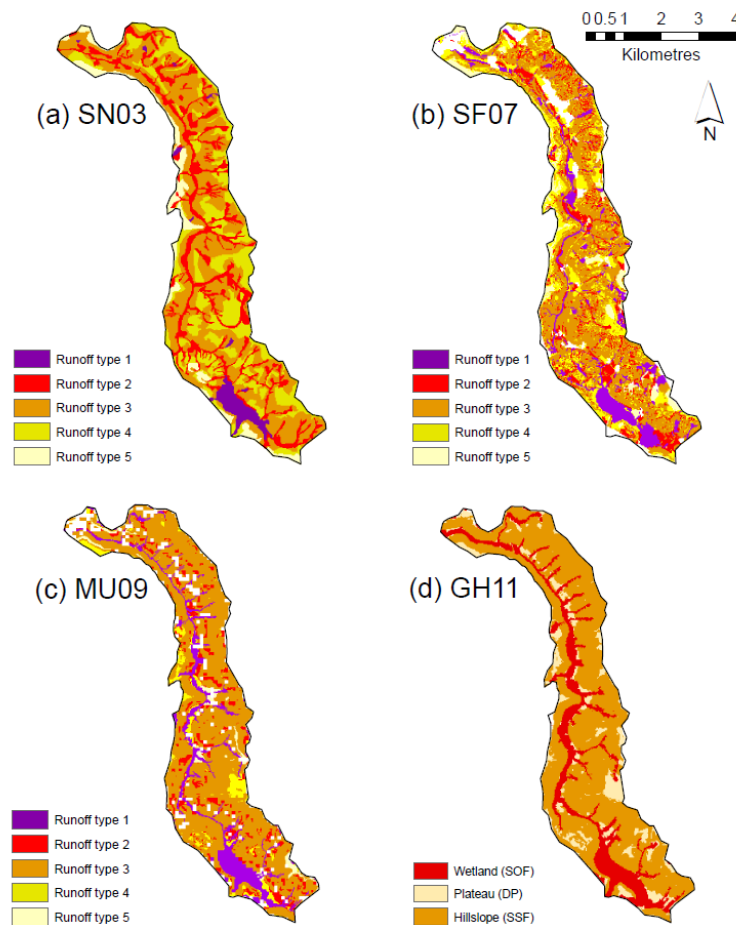 0 0.5 1 2 3 4
Kilometres
N
(a) SN03
(b) SF07
Runoff type 1
Runoff type 2
Runoff type 3
Runoff type 4
Runoff type 5
Runoff type 1
Runoff type 2
Runoff type 3
Runoff type 4
Runoff type 5
(c) MU09
(d) GH11
Runoff type 1
Runoff type 2
Runoff type 3
Runoff type 4
Runoff type 5
Wetland (SOF)
Plateau (DP)
Hillslope (SSF)